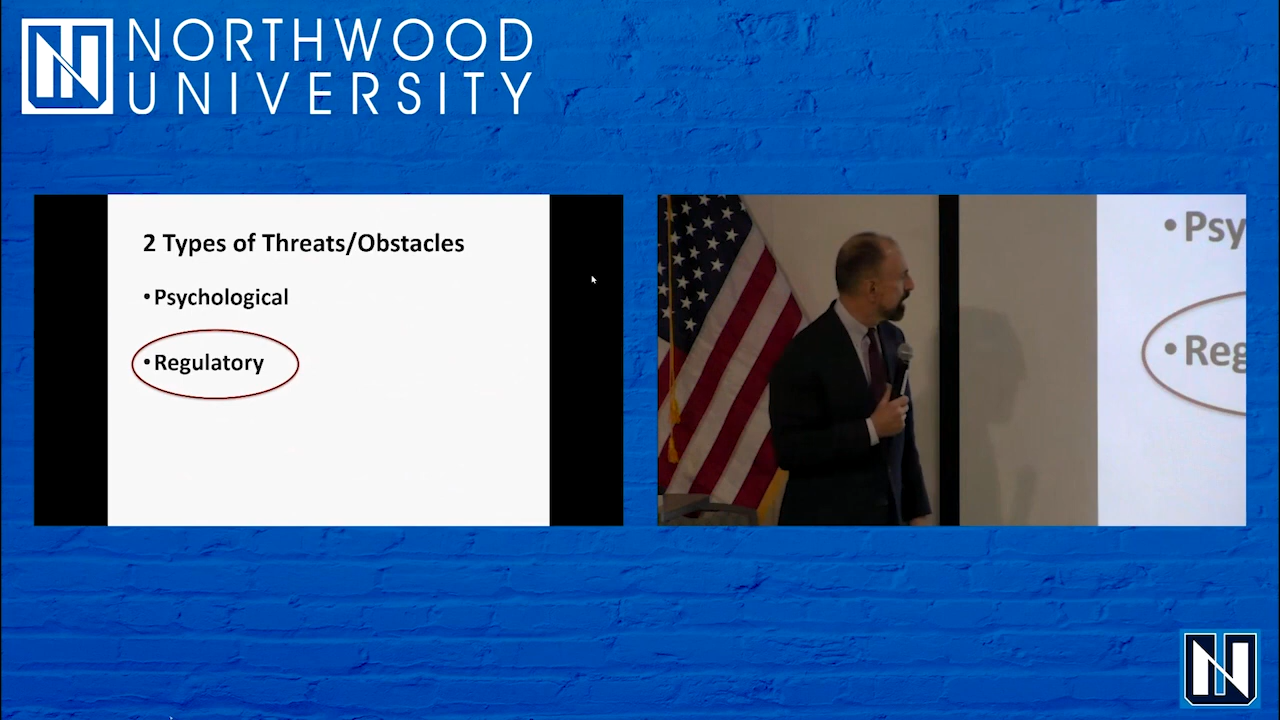 NORTHWOOD
UNIVERSITY
2 Types of Threats/Obstacles
•Psychological
•Regulatory
•Psy
•Reg